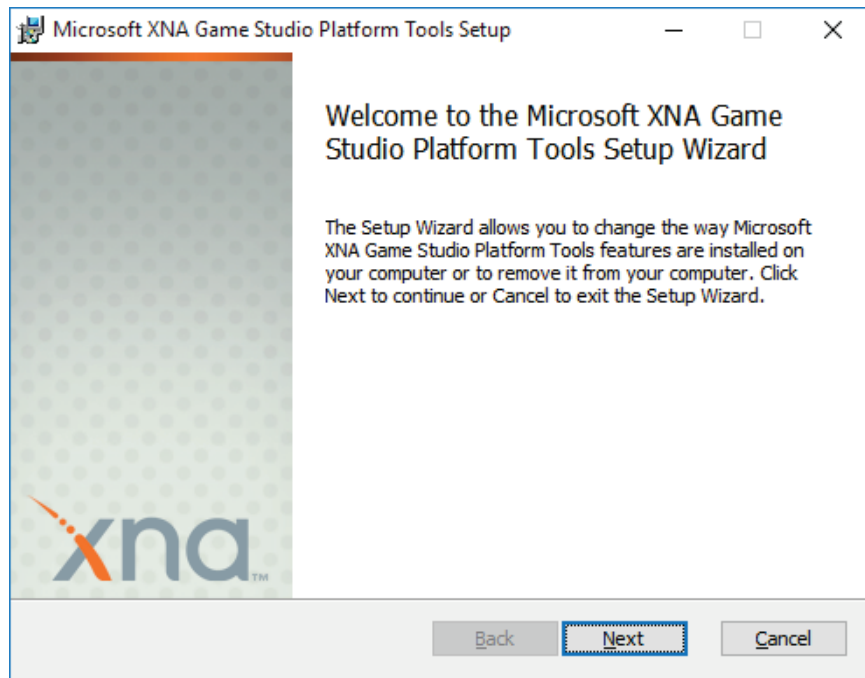 Microsoft XNA Game Studio Platform Tools Setup
Welcome to the Microsoft XNA Game
Studio Platform Tools Setup Wizard
The Setup Wizard allows you to change the way Microsoft
XNA Game Studio Platform Tools features are installed on
your computer or to remove it from your computer. Click
Next to continue or Cancel to exit the Setup Wizard.
xna™
Back Next Cancel